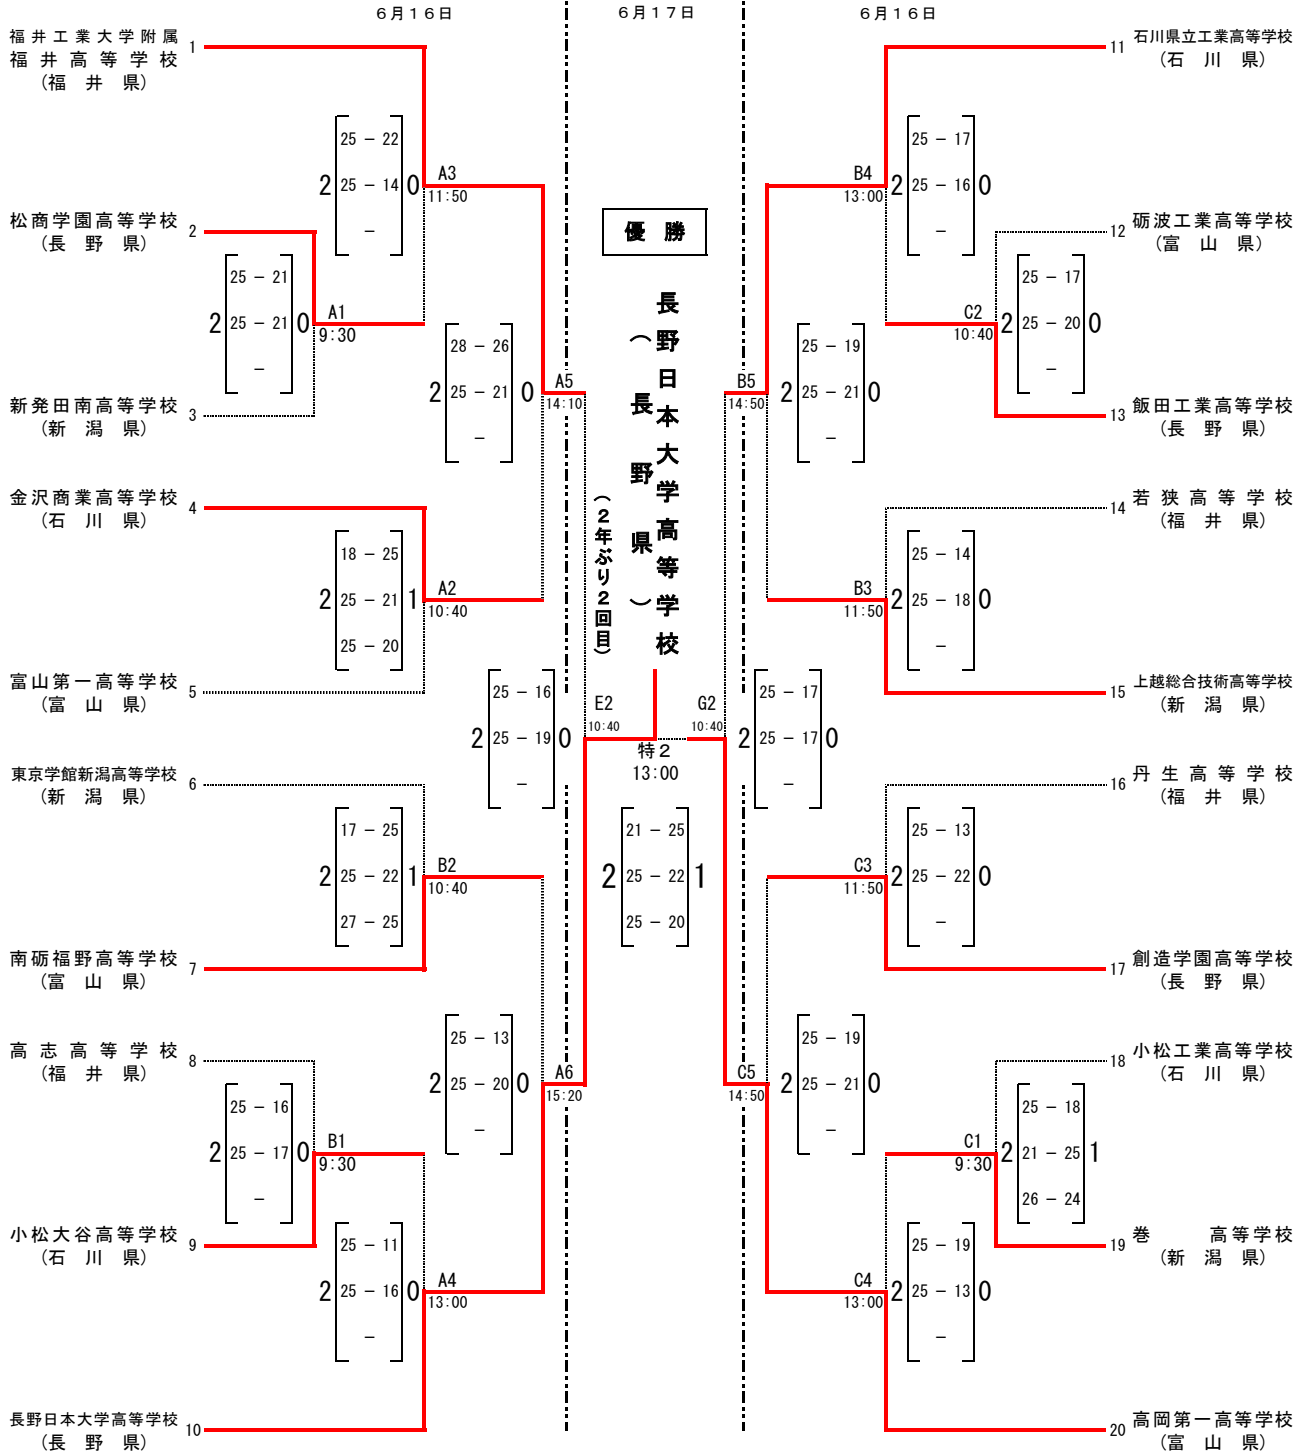 ６月１６日
６月１７日
６月１６日
福井工業大学附属
福井高等学校
（福井県）
1
松商学園高等学校
（長野県）
2
新発田南高等学校
（新潟県）
3
金沢商業高等学校
（石川県）
4
富山第一高等学校
（富山県）
5
東京学館新潟高等学校
（新潟県）
6
南砺福野高等学校
（富山県）
7
高志高等学校
（福井県）
8
小松大谷高等学校
（石川県）
9
長野日本大学高等学校
（長野県）
10
25 − 21
2 25 − 21 0
−
A1
9:30
25 − 16
2 25 − 17 0
−
B1
9:30
25 − 22
2 25 − 14 0
−
A3
11:50
18 − 25
2 25 − 21 1
25 − 20
A2
10:40
17 − 25
2 25 − 22 1
27 − 25
B2
10:40
25 − 11
2 25 − 16 0
−
A4
13:00
28 − 26
2 25 − 21 0
−
A5
14:10
25 − 13
2 25 − 20 0
−
A6
15:20
25 − 16
2 25 − 19 0
−
E2
10:40
優勝
長野日本大学高等学校
（長野県）
（２年ぶり２回目）
特２
13:00
21 − 25
2 25 − 22 1
25 − 20
G2
10:40
25 − 17
2 25 − 17 0
−
B5
14:50
25 − 19
2 25 − 21 0
−
C5
14:50
25 − 19
2 25 − 21 0
−
B4
13:00
25 − 17
2 25 − 16 0
−
B3
11:50
25 − 14
2 25 − 18 0
−
C3
11:50
25 − 13
2 25 − 22 0
−
C4
13:00
25 − 19
2 25 − 13 0
−
C2
10:40
25 − 17
2 25 − 20 0
−
C1
9:30
25 − 18
2 21 − 25 1
26 − 24
11
石川県立工業高等学校
（石川県）
12
砺波工業高等学校
（富山県）
13
飯田工業高等学校
（長野県）
14
若狭高等学校
（福井県）
15
上越総合技術高等学校
（新潟県）
16
丹生高等学校
（福井県）
17
創造学園高等学校
（長野県）
18
小松工業高等学校
（石川県）
19
巻高等学校
（新潟県）
20
高岡第一高等学校
（富山県）